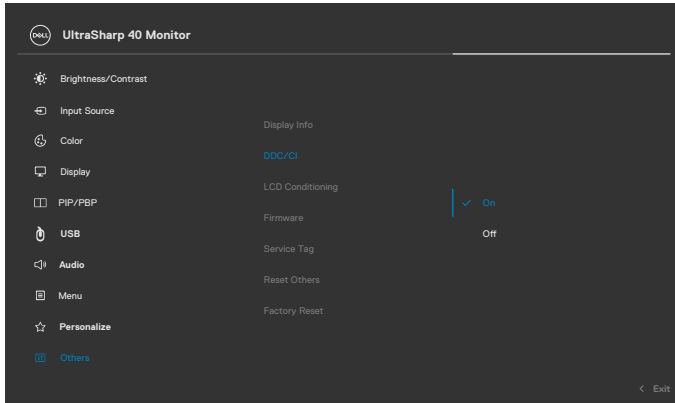 DELL UltraSharp 40 Monitor
Brightness/Contrast
Input Source
Color
Display
PIP/PBP
USB
Audio
Menu
Personalize
Others
Display Info
DDC/CI
LCD Conditioning
Firmware
Service Tag
Reset Others
Factory Reset
On
Off
Exit